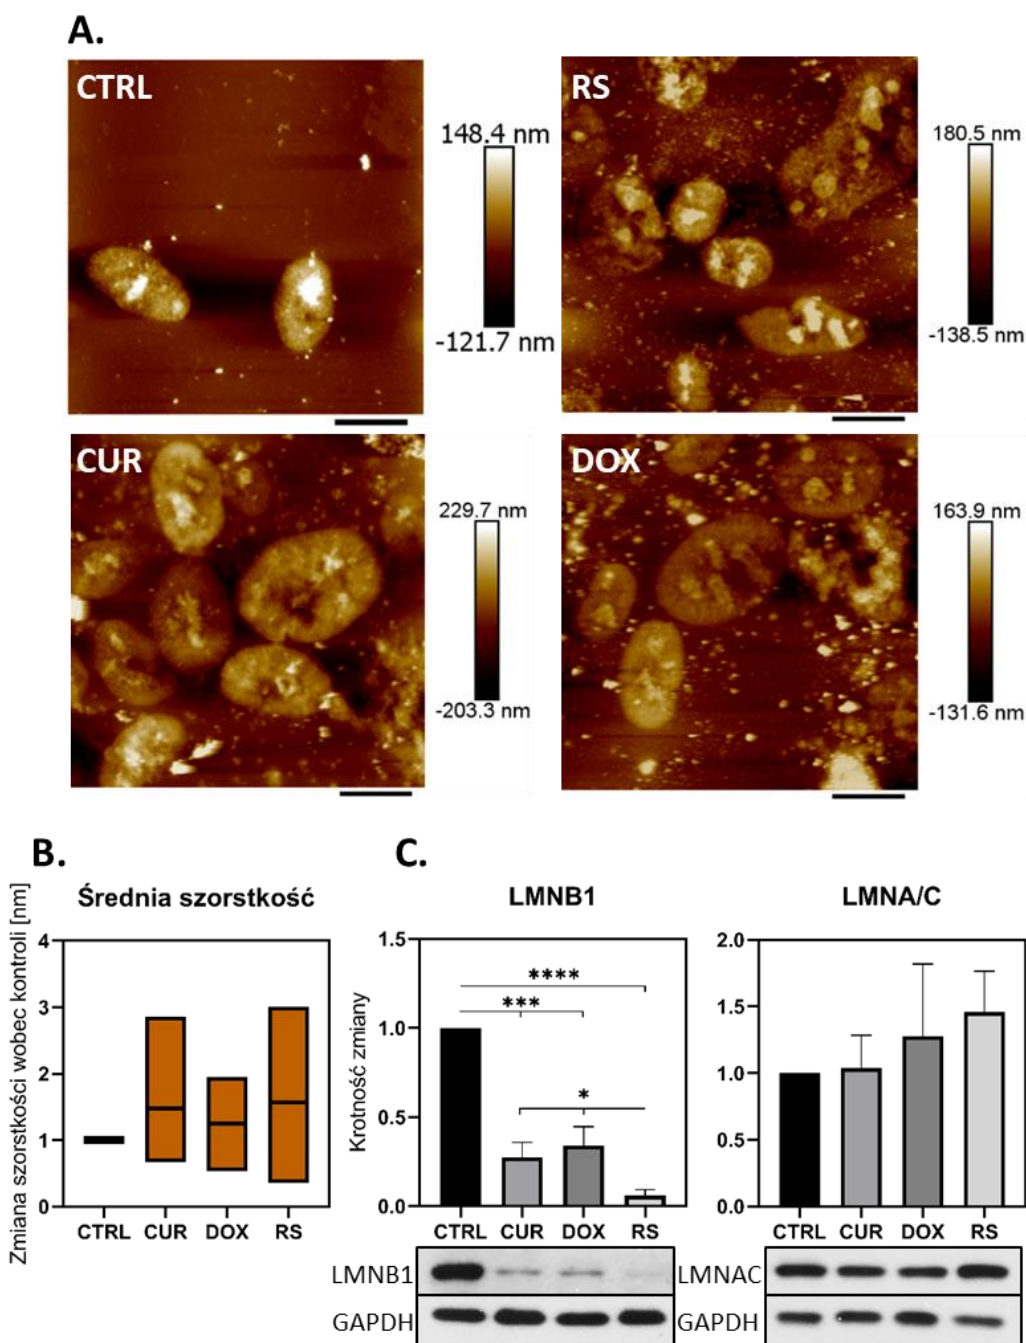 A.
CTRL
148.4 nm
-121.7 nm
RS
180.5 nm
-138.5 nm
CUR
229.7 nm
-203.3 nm
DOX
163.9 nm
-131.6 nm
B.
Średnia szorstkość
Zmiana szorstkości wobec kontroli [nm]
4
3
2
1
0
CTRL CUR DOX RS
C.
LMNB1
Krotność zmiany
1.5
1.0
0.5
0.0
****
***
*
CTRL CUR DOX RS
LMNB1
GAPDH
LMNA/C
2.0
1.5
1.0
0.5
0.0
CTRL CUR DOX RS
LMNAC
GAPDH